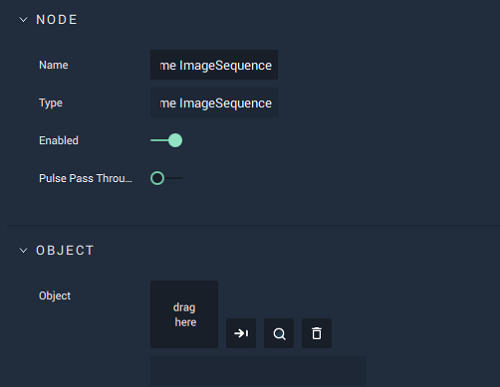 NODE
Name
me ImageSequence
Type
me ImageSequence
Enabled
Pulse Pass Throu...
OBJECT
Object
drag
here